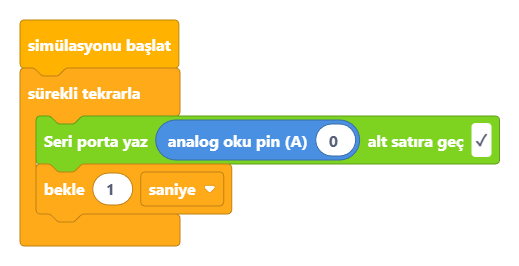 simülasyonu başlat
sürekli tekrarla
Seri porta yaz analog oku pin (A) 0 alt satıra geç ✓
bekle 1 saniye